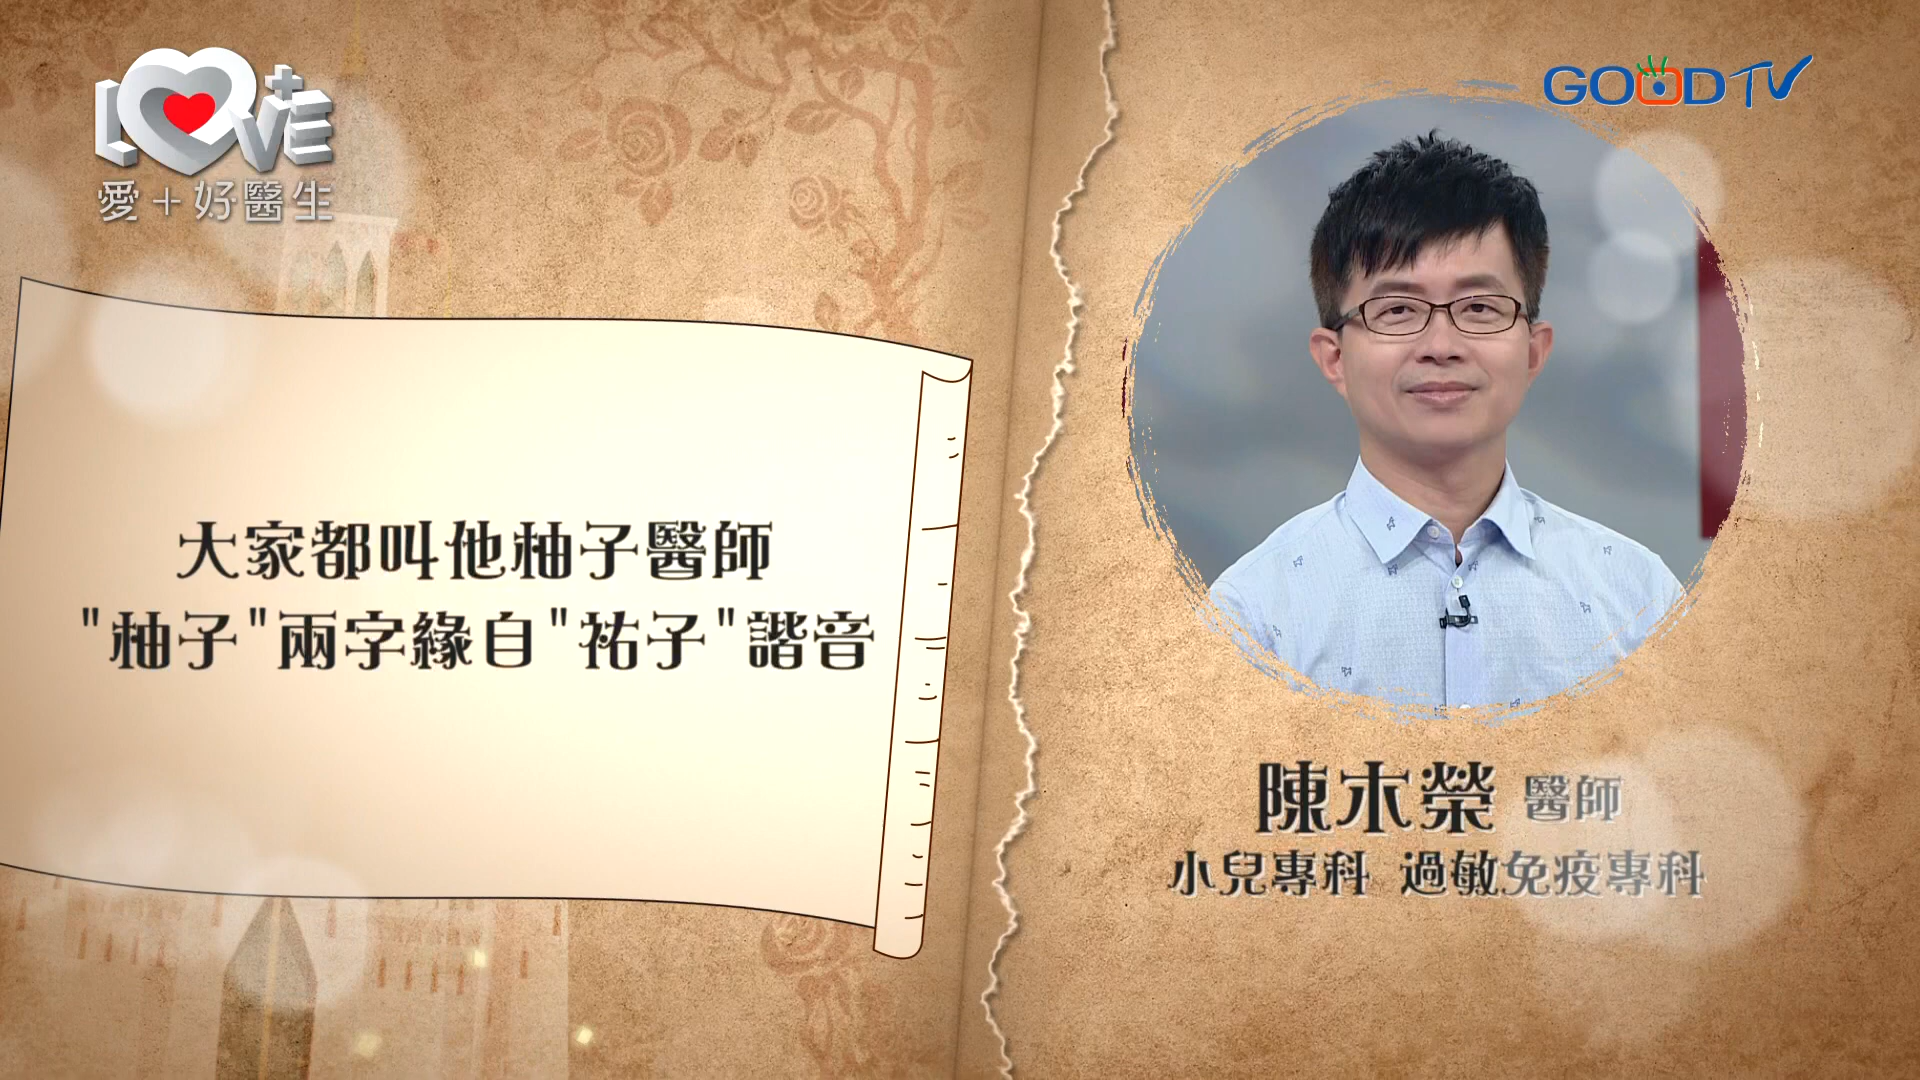 LOVE
愛+好醫生
GOODTV
大家都叫他柚子醫師
"柚子"兩字緣自"祐子"諧音
陳木榮 醫師
小兒專科 過敏免疫專科